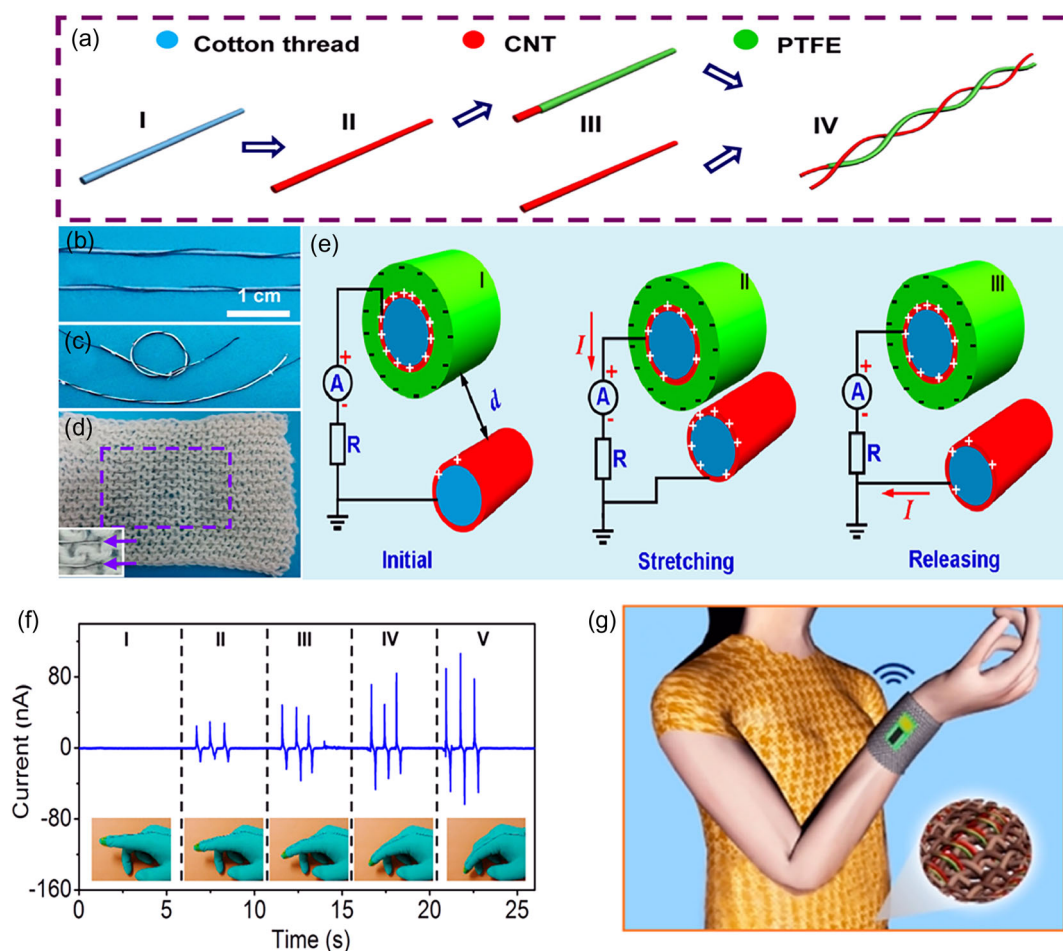 (a)
Cotton thread
CNT
PTFE
I
II
III
IV
(b)
1 cm
(c)
(d)
(e)
I
+
A
-
R
d
Initial
II
I
+
A
-
R
Stretching
III
+
A
-
R
I
Releasing
(f)
I
II
III
IV
V
Current (nA)
80
0
-80
-160
0
5
10
15
20
25
Time (s)
(g)